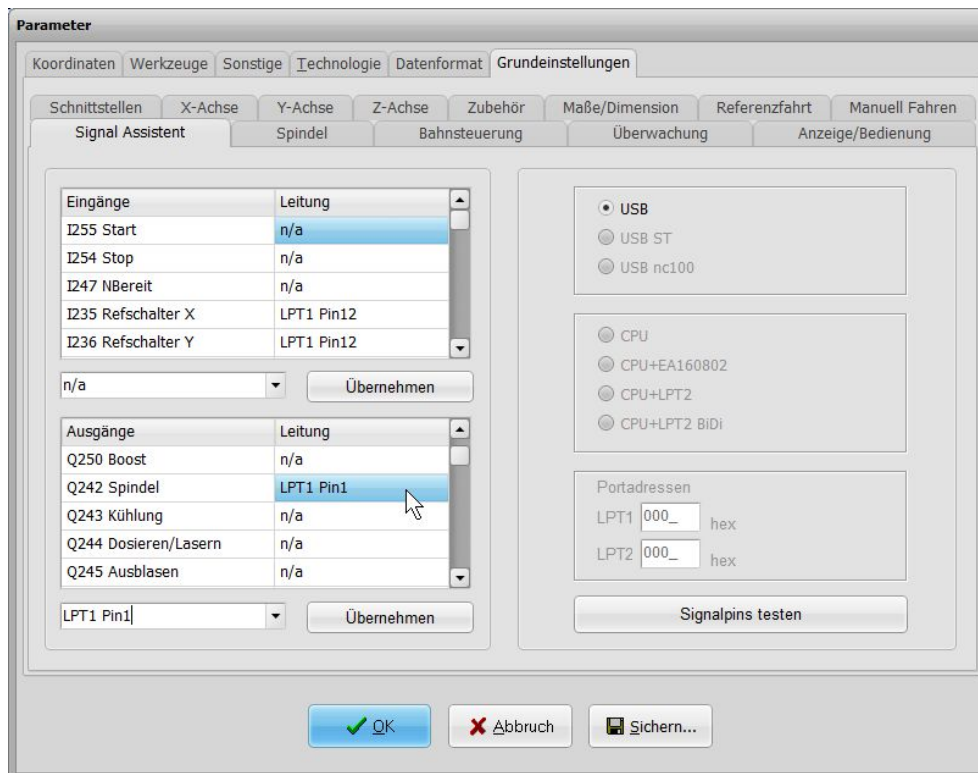 Parameter
Koordinaten Werkzeuge Sonstige Technologie Datenformat Grundeinstellungen
Schnittstellen X-Achse Y-Achse Z-Achse Zubehör Maße/Dimension Referenzfahrt Manuell Fahren
Signal Assistent Spindel Bahnsteuerung Überwachung Anzeige/Bedienung
Eingänge Leitung
I255 Start n/a
I254 Stop n/a
I247 NBereit n/a
I235 Refschalter X LPT1 Pin12
I236 Refschalter Y LPT1 Pin12
n/a Übernehmen
Ausgänge Leitung
Q250 Boost n/a
Q242 Spindel LPT1 Pin1
Q243 Kühlung n/a
Q244 Dosieren/Lasern n/a
Q245 Ausblasen n/a
LPT1 Pin1 Übernehmen
USB
USB ST
USB nc100
CPU
CPU+EA160802
CPU+LPT2
CPU+LPT2 BiDi
Portadressen
LPT1 000_ hex
LPT2 000_ hex
Signalpins testen
OK Abbruch Sichern...